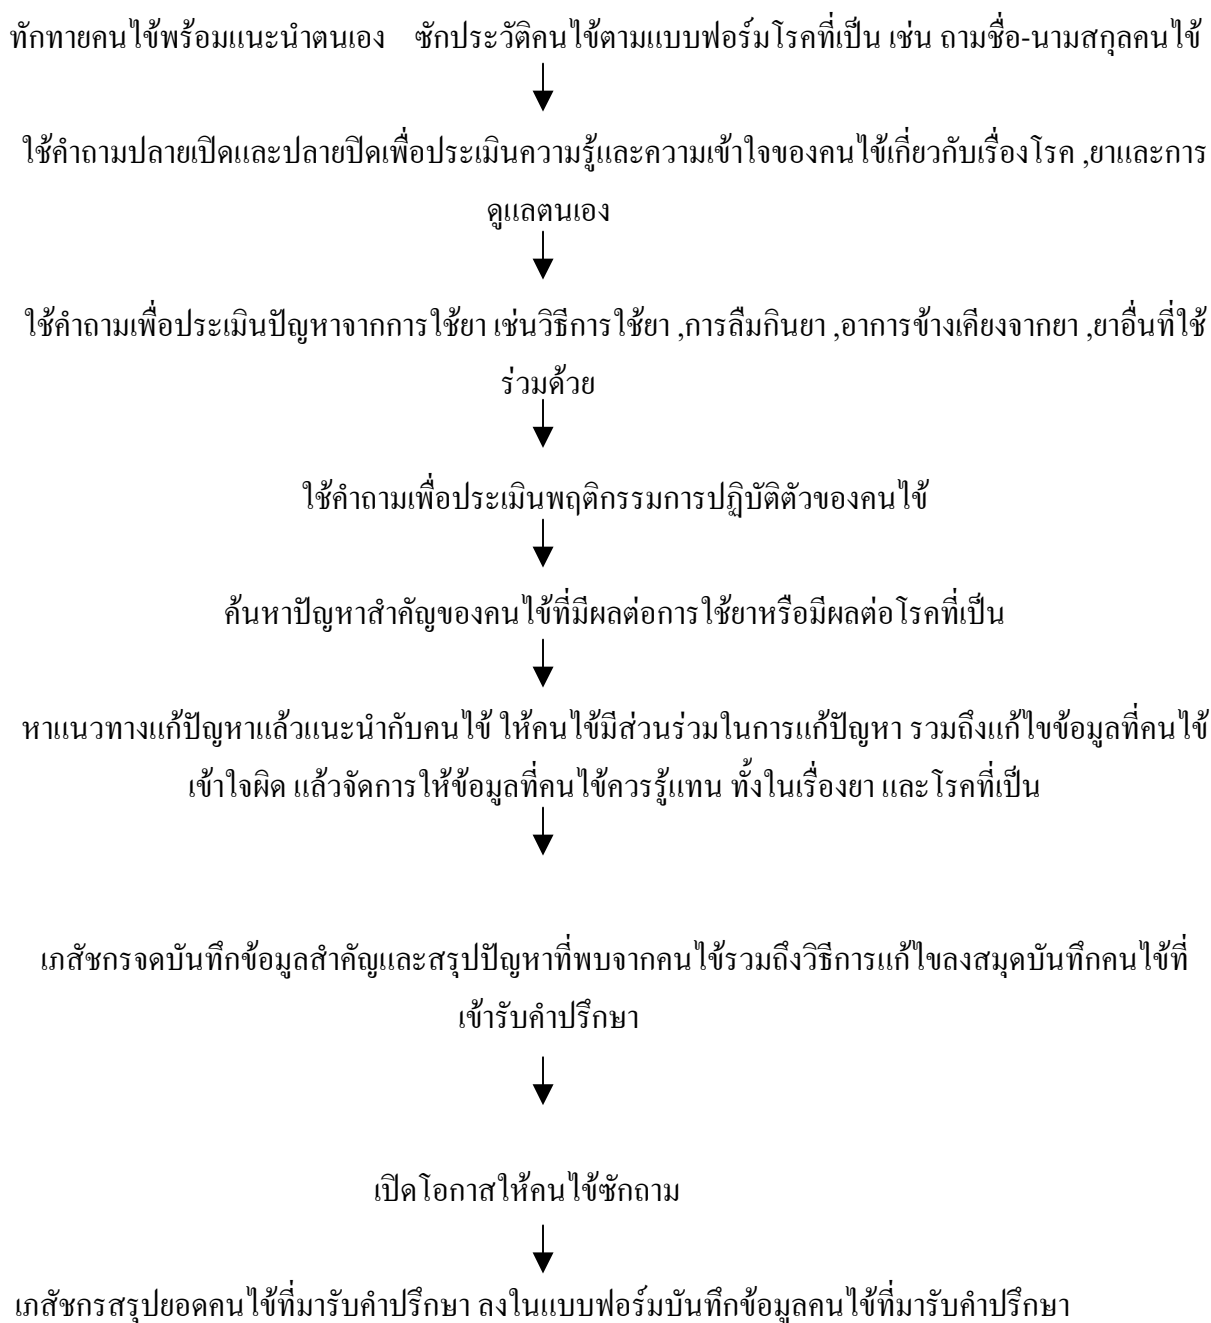 ทักทายคนไข้พร้อมแนะนำตนเอง ซักประวัติคนไข้ตามแบบฟอร์มโรคที่เป็น เช่น ถามชื่อ-นามสกุลคนไข้
ใช้คำถามปลายเปิดและปลายปิดเพื่อประเมินความรู้และความเข้าใจของคนไข้เกี่ยวกับเรื่องโรค ,ยาและการ
ดูแลตนเอง
ใช้คำถามเพื่อประเมินปัญหาจากการใช้ยา เช่นวิธีการใช้ยา ,การลืมกินยา ,อาการข้างเคียงจากยา ,ยาอื่นที่ใช้
ร่วมด้วย
ใช้คำถามเพื่อประเมินพฤติกรรมการปฏิบัติตัวของคนไข้
ค้นหาปัญหาสำคัญของคนไข้ที่มีผลต่อการใช้ยาหรือมีผลต่อโรคที่เป็น
หาแนวทางแก้ปัญหาแล้วแนะนำกับคนไข้ ให้คนไข้มีส่วนร่วมในการแก้ปัญหา รวมถึงแก้ไขข้อมูลที่คนไข้
เข้าใจผิด แล้วจัดการให้ข้อมูลที่คนไข้ควรรู้แทน ทั้งในเรื่องยา และโรคที่เป็น
เภสัชกรจดบันทึกข้อมูลสำคัญและสรุปปัญหาที่พบจากคนไข้รวมถึงวิธีการแก้ไขลงสมุดบันทึกคนไข้ที่
เข้ารับคำปรึกษา
เปิดโอกาสให้คนไข้ซักถาม
เภสัชกรสรุปยอดคนไข้ที่มารับคำปรึกษา ลงในแบบฟอร์มบันทึกข้อมูลคนไข้ที่มารับคำปรึกษา